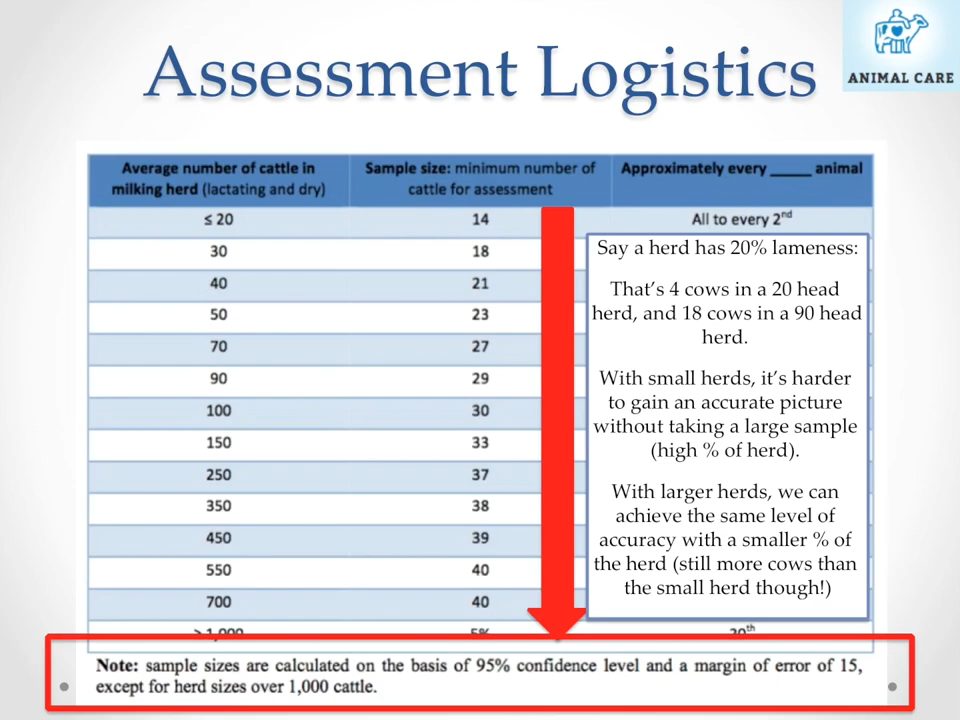 Assessment Logistics
ANIMAL CARE
Average number of cattle in milking herd (lactating and dry) Sample size: minimum number of cattle for assessment Approximately every _____ animal
≤ 20 14 All to every 2nd
30 18
40 21
50 23
70 27
90 29
100 30
150 33
250 37
350 38
450 39
550 40
700 40
> 1,000 5% 20th
Say a herd has 20% lameness:
That's 4 cows in a 20 head
herd, and 18 cows in a 90 head
herd.
With small herds, it's harder
to gain an accurate picture
without taking a large sample
(high % of herd).
With larger herds, we can
achieve the same level of
accuracy with a smaller % of
the herd (still more cows than
the small herd though!)
Note: sample sizes are calculated on the basis of 95% confidence level and a margin of error of 15,
except for herd sizes over 1,000 cattle.